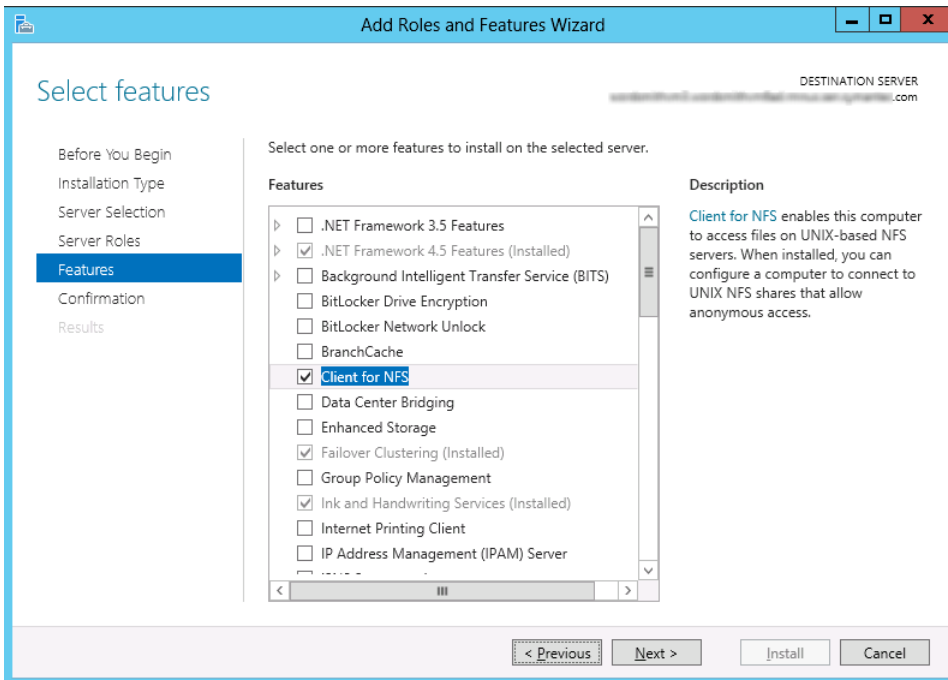 Add Roles and Features Wizard
Select features
DESTINATION SERVER
.com
Before You Begin
Installation Type
Server Selection
Server Roles
Features
Confirmation
Results
Select one or more features to install on the selected server.
Features
.NET Framework 3.5 Features
.NET Framework 4.5 Features (Installed)
Background Intelligent Transfer Service (BITS)
BitLocker Drive Encryption
BitLocker Network Unlock
BranchCache
Client for NFS
Data Center Bridging
Enhanced Storage
Failover Clustering (Installed)
Group Policy Management
Ink and Handwriting Services (Installed)
Internet Printing Client
IP Address Management (IPAM) Server
Description
Client for NFS enables this computer
to access files on UNIX-based NFS
servers. When installed, you can
configure a computer to connect to
UNIX NFS shares that allow
anonymous access.
< Previous
Next >
Install
Cancel